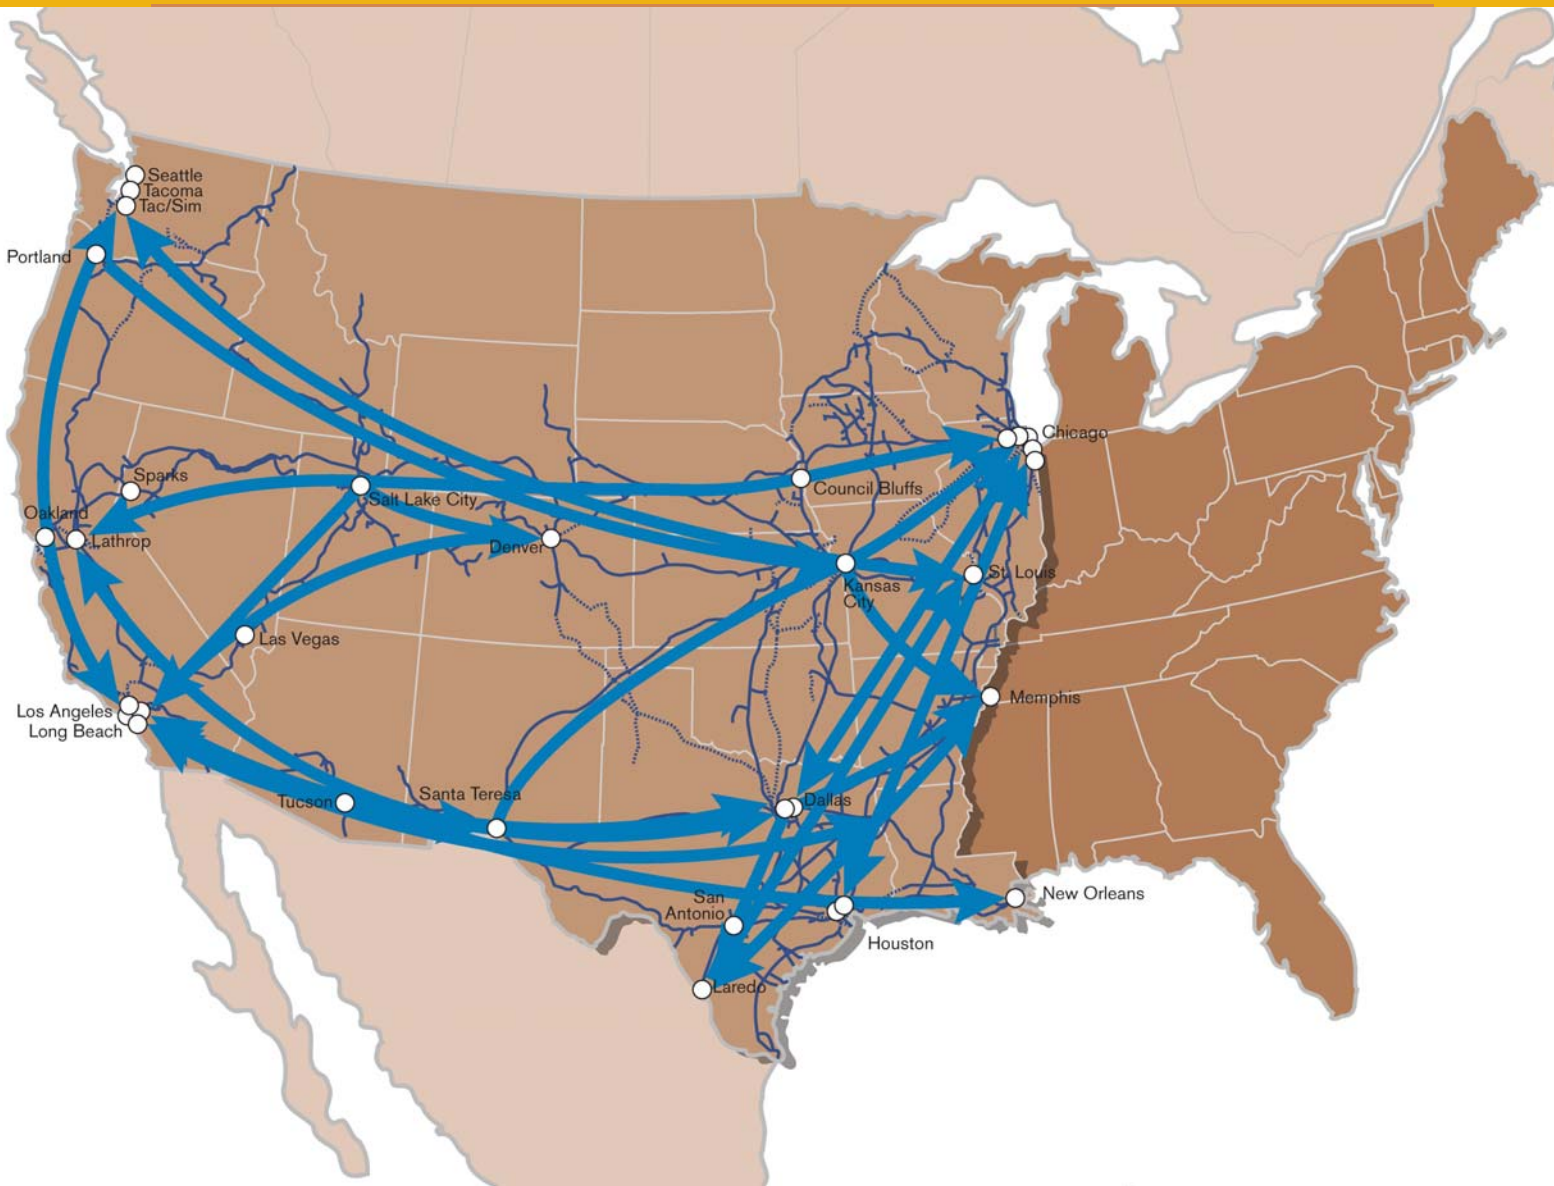 Seattle
Tacoma
Tac/Sim
Portland
Chicago
Sparks
Council Bluffs
Salt Lake City
Oakland
Lathrop
Denver
St. Louis
Kansas
City
Las Vegas
Memphis
Los Angeles
Long Beach
Santa Teresa
Tucson
Dallas
San
Antonio
New Orleans
Houston
Laredo